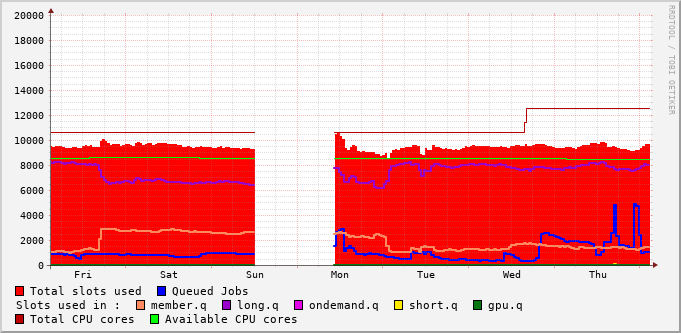 RRDTOOL / TOBI OETIKER
20000
18000
16000
14000
12000
10000
8000
6000
4000
2000
0
Fri Sat Sun Mon Tue Wed Thu
Total slots used Queued Jobs
Slots used in : member.q long.q ondemand.q short.q gpu.q
Total CPU cores Available CPU cores